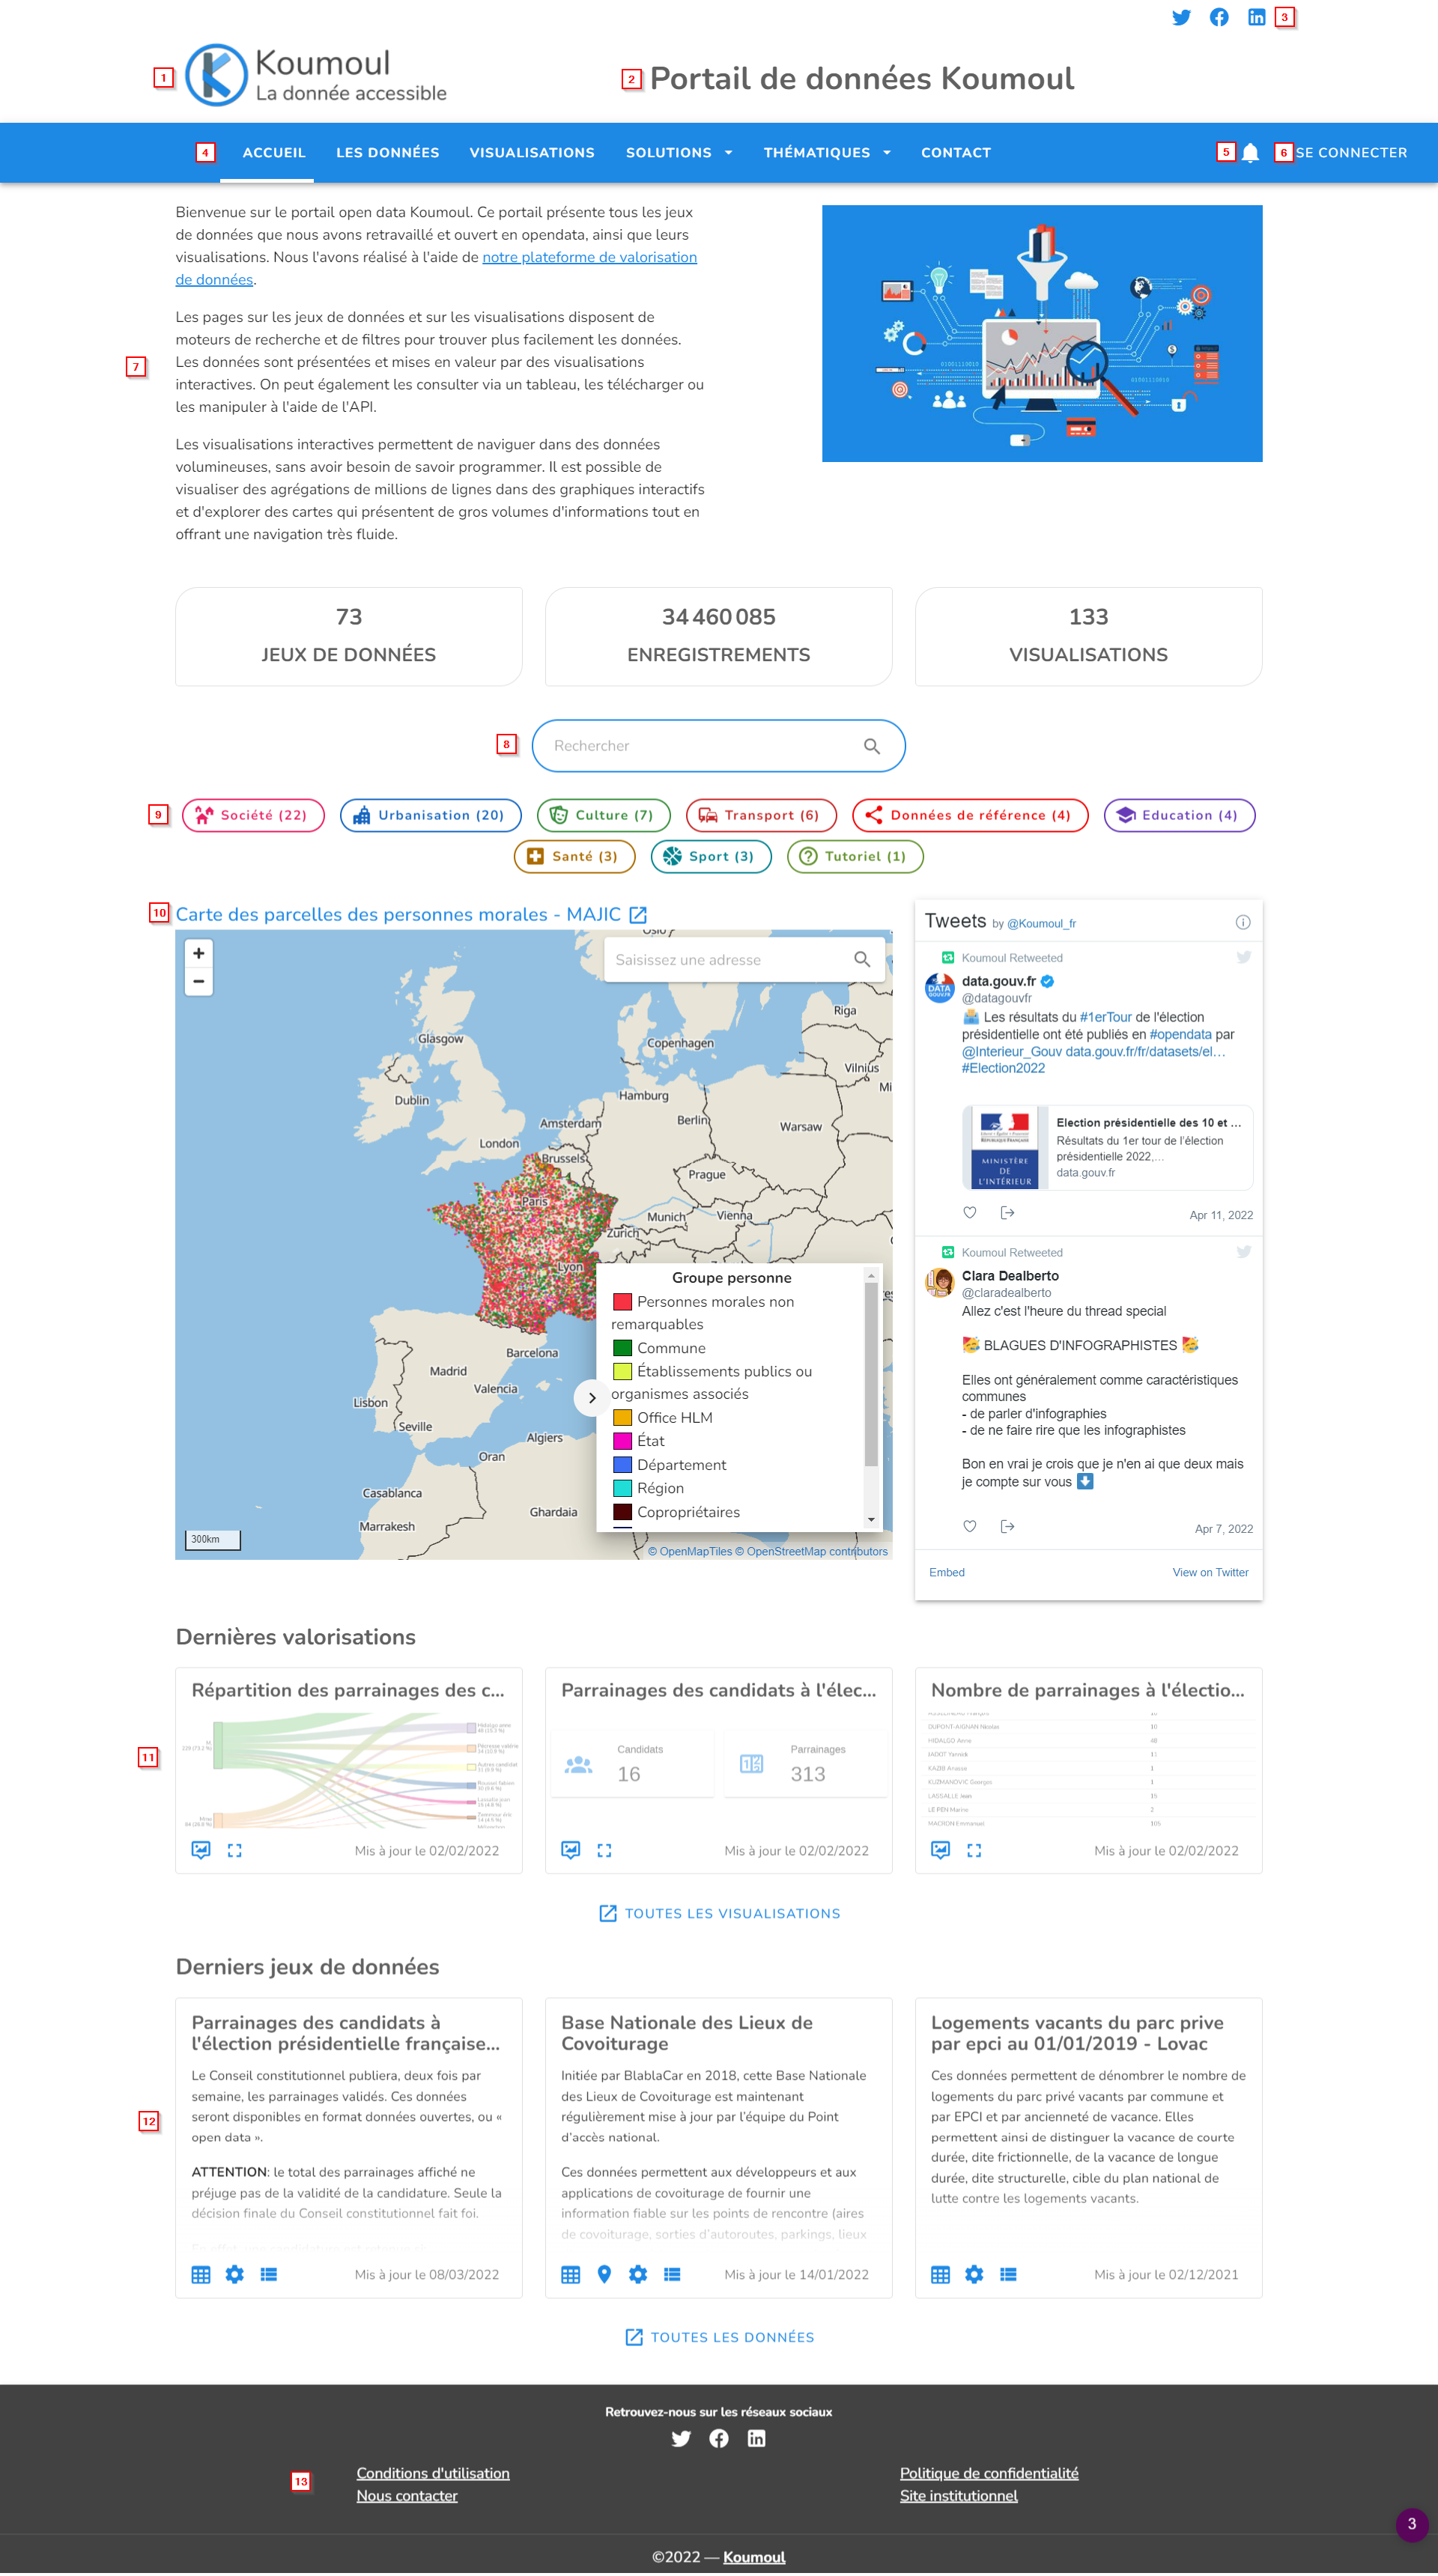 3
1
Koumoul
La donnée accessible
2
Portail de données Koumoul
4
ACCUEIL
LES DONNÉES
VISUALISATIONS
SOLUTIONS
THÉMATIQUES
CONTACT
5
6
SE CONNECTER
Bienvenue sur le portail open data Koumoul. Ce portail présente tous les jeux
de données que nous avons retravaillé et ouvert en opendata, ainsi que leurs
visualisations. Nous l'avons réalisé à l'aide de notre plateforme de valorisation
de données.
Les pages sur les jeux de données et sur les visualisations disposent de
moteurs de recherche et de filtres pour trouver plus facilement les données.
7
Les données sont présentées et mises en valeur par des visualisations
interactives. On peut également les consulter via un tableau, les télécharger ou
les manipuler à l'aide de l'API.
Les visualisations interactives permettent de naviguer dans des données
volumineuses, sans avoir besoin de savoir programmer. Il est possible de
visualiser des agrégations de millions de lignes dans des graphiques interactifs
et d'explorer des cartes qui présentent de gros volumes d'informations tout en
offrant une navigation très fluide.
73
JEUX DE DONNÉES
34 460 085
ENREGISTREMENTS
133
VISUALISATIONS
8
Rechercher
9
Société (22)
Urbanisation (20)
Culture (7)
Transport (6)
Données de référence (4)
Education (4)
Santé (3)
Sport (3)
Tutoriel (1)
10
Carte des parcelles des personnes morales - MAJIC
+
−
Saisissez une adresse
Oslo
Riga
Glasgow
Copenhagen
Vilnius
Mi
Dublin
Hamburg
Amsterdam
Berlin
Warsaw
London
Brussels
Prague
Paris
Munich
Vienna
Zurich
Lyon
Barcelona
Madrid
Valencia
Lisbon
Seville
Algiers
Oran
Casablanca
Ghardaia
Marrakesh
300km
Groupe personne
Personnes morales non
remarquables
Commune
Établissements publics ou
organismes associés
Office HLM
État
Département
Région
Copropriétaires
© OpenMapTiles © OpenStreetMap contributors
Tweets by @Koumoul_fr
Koumoul Retweeted
data.gouv.fr
@datagouvfr
Les résultats du #1erTour de l'élection
présidentielle ont été publiés en #opendata par
@Interieur_Gouv data.gouv.fr/fr/datasets/el...
#Election2022
MINISTÈRE
DE
L'INTÉRIEUR
Election présidentielle des 10 et ...
Résultats du 1er tour de l'élection
présidentielle 2022,...
data.gouv.fr
Apr 11, 2022
Koumoul Retweeted
Clara Dealberto
@claradealberto
Allez c'est l'heure du thread special
BLAGUES D'INFOGRAPHISTES
Elles ont généralement comme caractéristiques
communes
- de parler d'infographies
- de ne faire rire que les infographistes
Bon en vrai je crois que je n'en ai que deux mais
je compte sur vous
Apr 7, 2022
Embed
View on Twitter
Dernières valorisations
11
Répartition des parrainages des c...
Mis à jour le 02/02/2022
Parrainages des candidats à l'élec...
Candidats
16
Parrainages
313
Mis à jour le 02/02/2022
Nombre de parrainages à l'électio...
DUPONT-AIGNAN Nicolas
10
HIDALGO Anne
48
JADOT Yannick
11
KAZIB Anasse
1
KUZMANOVIC Georges
1
LASSALLE Jean
15
LE PEN Marine
2
MACRON Emmanuel
105
Mis à jour le 02/02/2022
TOUTES LES VISUALISATIONS
Derniers jeux de données
12
Parrainages des candidats à
l'élection présidentielle française...
Le Conseil constitutionnel publiera, deux fois par
semaine, les parrainages validés. Ces données
seront disponibles en format données ouvertes, ou «
open data ».
ATTENTION: le total des parrainages affiché ne
préjuge pas de la validité de la candidature. Seule la
décision finale du Conseil constitutionnel fait foi.
Mis à jour le 08/03/2022
Base Nationale des Lieux de
Covoiturage
Initiée par BlablaCar en 2018, cette Base Nationale
des Lieux de Covoiturage est maintenant
régulièrement mise à jour par l'équipe du Point
d'accès national.
Ces données permettent aux développeurs et aux
applications de covoiturage de fournir une
information fiable sur les points de rencontre (aires
de covoiturage, sorties d'autoroutes, parkings, lieux
Mis à jour le 14/01/2022
Logements vacants du parc prive
par epci au 01/01/2019 - Lovac
Ces données permettent de dénombrer le nombre de
logements du parc privé vacants par commune et
par EPCI et par ancienneté de vacance. Elles
permettent ainsi de distinguer la vacance de courte
durée, dite frictionnelle, de la vacance de longue
durée, dite structurelle, cible du plan national de
lutte contre les logements vacants.
Mis à jour le 02/12/2021
TOUTES LES DONNÉES
Retrouvez-nous sur les réseaux sociaux
13
Conditions d'utilisation
Nous contacter
Politique de confidentialité
Site institutionnel
3
©2022 — Koumoul